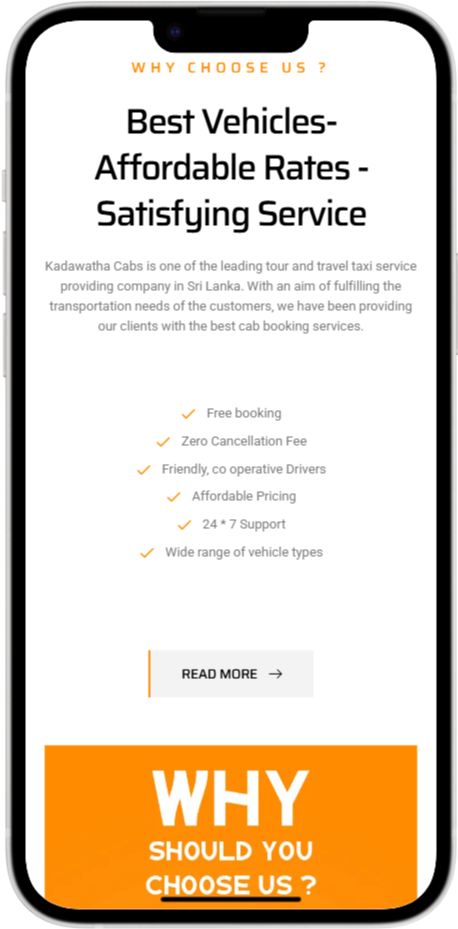 WHY CHOOSE US ?
Best Vehicles-
Affordable Rates -
Satisfying Service
Kadawatha Cabs is one of the leading tour and travel taxi service
providing company in Sri Lanka. With an aim of fulfilling the
transportation needs of the customers, we have been providing
our clients with the best cab booking services.
Free booking
Zero Cancellation Fee
Friendly, co operative Drivers
Affordable Pricing
24 * 7 Support
Wide range of vehicle types
READ MORE
WHY
SHOULD YOU
CHOOSE US ?